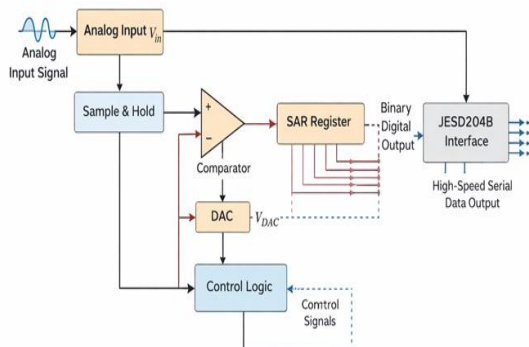 Analog
Input Signal
Analog Input Vin
Sample & Hold
+
−
Comparator
SAR Register
Binary
Digital
Output
JESD204B
Interface
High-Speed Serial
Data Output
DAC
VDAC
Control Logic
Comtrol
Signals